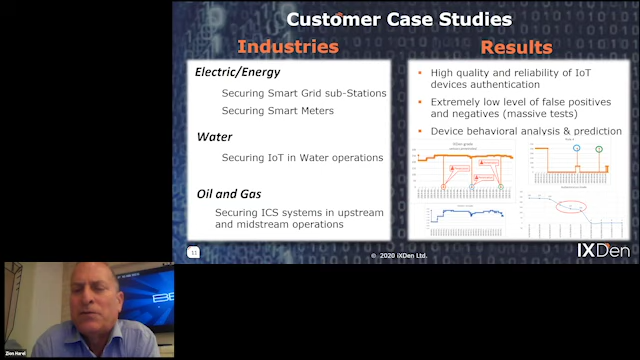 Customer Case Studies
Industries
Results
Electric/Energy
Securing Smart Grid sub-Stations
Securing Smart Meters
Water
Securing IoT in Water operations
Oil and Gas
Securing ICS systems in upstream
and midstream operations
▪ High quality and reliability of IoT
devices authentication
▪ Extremely low level of false positives
and negatives (massive tests)
▪ Device behavioral analysis & prediction
11
© 2020 iXDen Ltd.
IXDen